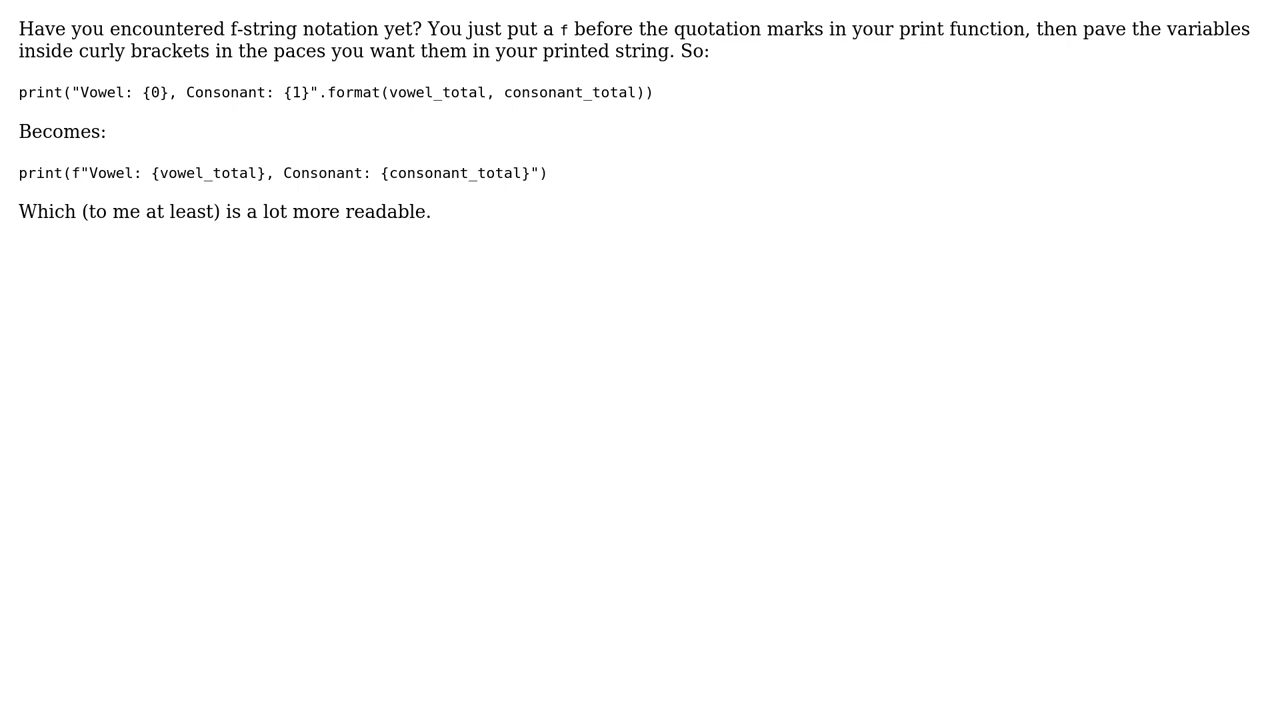 Have you encountered f-string notation yet? You just put a f before the quotation marks in your print function, then pave the variables
inside curly brackets in the paces you want them in your printed string. So:
print("Vowel: {0}, Consonant: {1}".format(vowel_total, consonant_total))
Becomes:
print(f"Vowel: {vowel_total}, Consonant: {consonant_total}")
Which (to me at least) is a lot more readable.